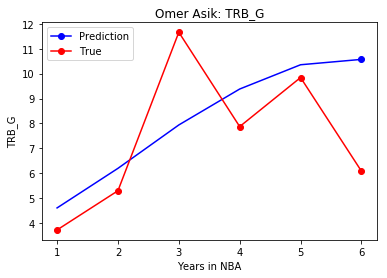 Omer Asik: TRB_G
Prediction
True
TRB_G
12
11
10
9
8
7
6
5
4
1 2 3 4 5 6
Years in NBA